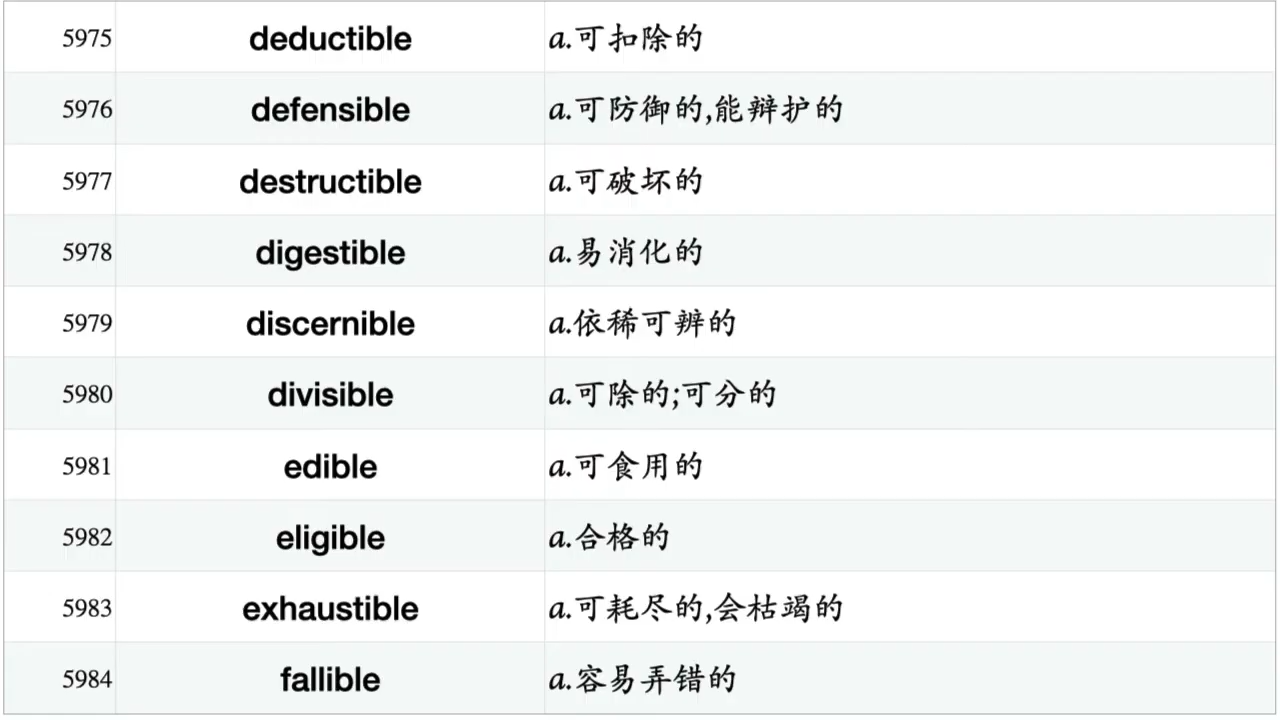 5975 deductible a.可扣除的
5976 defensible a.可防御的,能辩护的
5977 destructible a.可破坏的
5978 digestible a.易消化的
5979 discernible a.依稀可辨的
5980 divisible a.可除的;可分的
5981 edible a.可食用的
5982 eligible a.合格的
5983 exhaustible a.可耗尽的,会枯竭的
5984 fallible a.容易弄错的